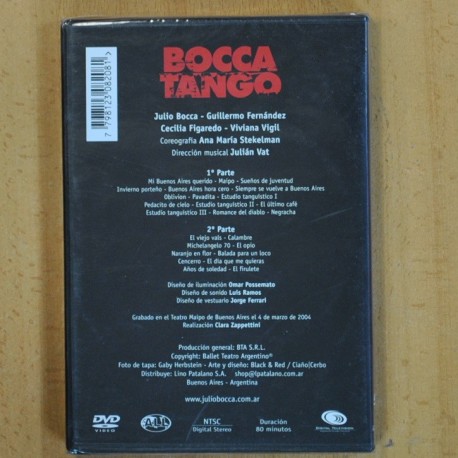 BOCCA
TANGO
Julio Bocca - Guillermo Fernández
Cecilia Figaredo - Viviana Vigil
Coreografía Ana María Stekelman
Dirección musical Julián Vat
1ª Parte
Mi Buenos Aires querido - Maipo - Sueños de juventud
Invierno porteño - Buenos Aires hora cero - Siempre se vuelve a Buenos Aires
Oblivion - Pavadita - Estudio tanguístico I
Pedacito de cielo - Estudio tanguístico II - El último café
Estudio tanguístico III - Romance del diablo - Negracha
2ª Parte
El viejo vals - Calambre
Michelangelo 70 - El opio
Naranjo en flor - Balada para un loco
Cencerro - El día que me quieras
Años de soledad - El firulete
Diseño de iluminación Omar Possemato
Diseño de sonido Luis Ramos
Diseño de vestuario Jorge Ferrari
Grabado en el Teatro Maipo de Buenos Aires el 4 de marzo de 2004
Realización Clara Zappettini
Producción general: BTA S.R.L.
Copyright: Ballet Teatro Argentino®
Foto de tapa: Gaby Herbstein - Arte y diseño: Black & Red / Ciaño|Cerbo
Distribuye: Lino Patalano S.A. shop@lpatalano.com.ar
Buenos Aires - Argentina
www.juliobocca.com.ar
DVD
VIDEO
ALL
NTSC
Digital Stereo
Duración
80 minutos
7 798123 082081 >